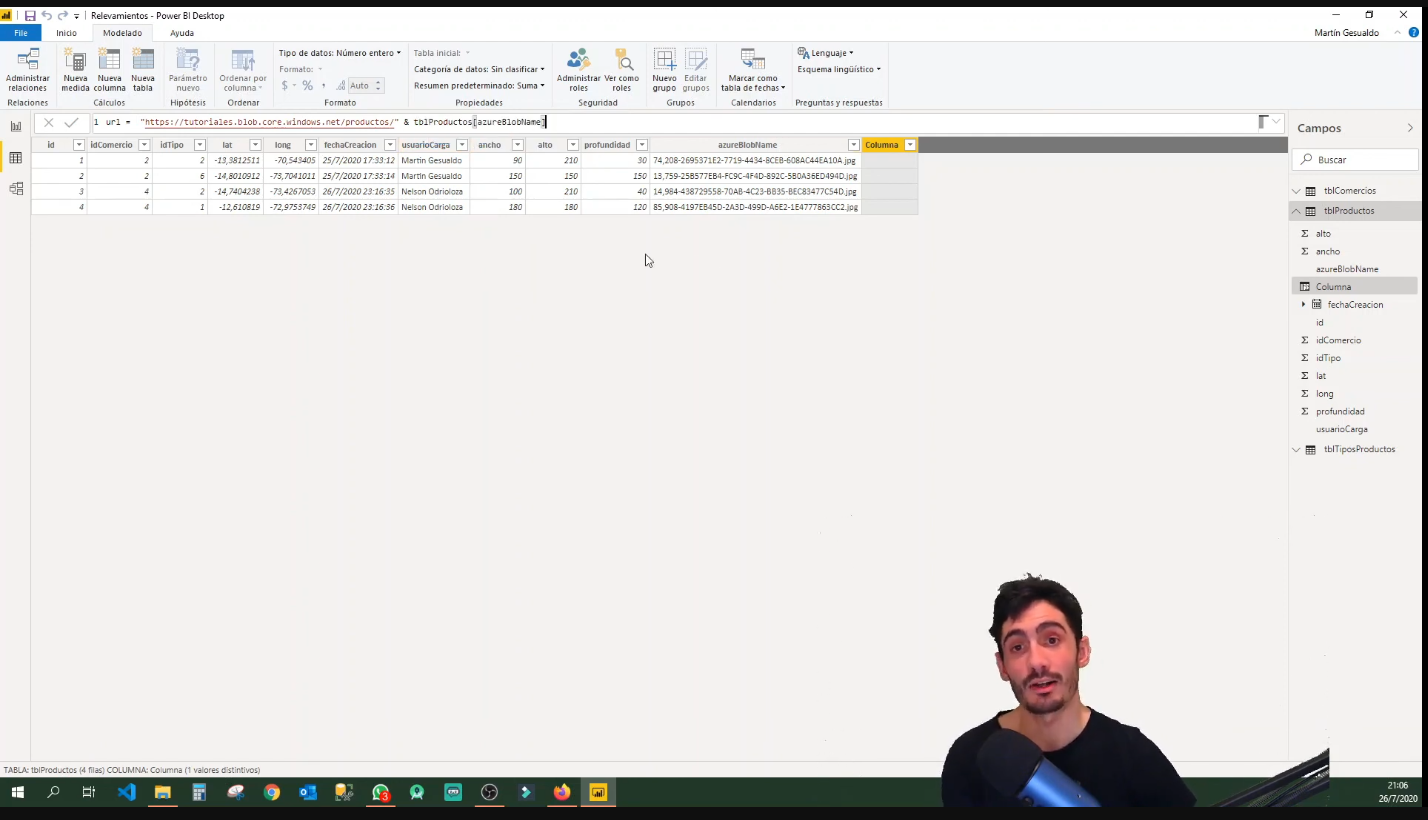 Relevamientos - Power BI Desktop
File Inicio Modelado Ayuda Martín Gesualdo
Administrar relaciones
Nueva medida
Nueva columna
Nueva tabla
Parámetro nuevo
Ordenar por columna
Tipo de datos: Número entero
Formato:
$ % , Auto
Tabla inicial:
Categoría de datos: Sin clasificar
Resumen predeterminado: Suma
Administrar roles
Ver como roles
Nuevo grupo
Editar grupos
Marcar como tabla de fechas
Lenguaje
Esquema lingüístico
Relaciones Cálculos Hipótesis Ordenar Formato Propiedades Seguridad Grupos Calendarios Preguntas y respuestas
1 url = "https://tutoriales.blob.core.windows.net/productos/" & tblProductos[azureBlobName]
id idComercio idTipo lat long fechaCreacion usuarioCarga ancho alto profundidad azureBlobName Columna
1 2 2 -13,3812511 -70,543405 25/7/2020 17:33:12 Martín Gesualdo 90 210 30 74,208-2695371E2-7719-4434-8CEB-608AC44EA10A.jpg
2 2 6 -14,8010912 -73,7041011 25/7/2020 17:33:14 Martín Gesualdo 150 150 150 13,759-25B577EB4-FC9C-4F4D-892C-5B0A36ED494D.jpg
3 4 2 -14,7404238 -73,4267053 26/7/2020 23:16:35 Nelson Odrioloza 100 210 40 14,984-438729558-70AB-4C23-BB35-BEC83477C54D.jpg
4 4 1 -12,610819 -72,9753749 26/7/2020 23:16:36 Nelson Odrioloza 180 180 120 85,908-4197EB45D-2A3D-499D-A6E2-1E4777863CC2.jpg
Campos
Buscar
tblComercios
tblProductos
alto
ancho
azureBlobName
Columna
fechaCreacion
id
idComercio
idTipo
lat
long
profundidad
usuarioCarga
tblTiposProductos
TABLA: tblProductos (4 filas) COLUMNA: Columna (1 valores distintivos)
3
21:06
26/7/2020